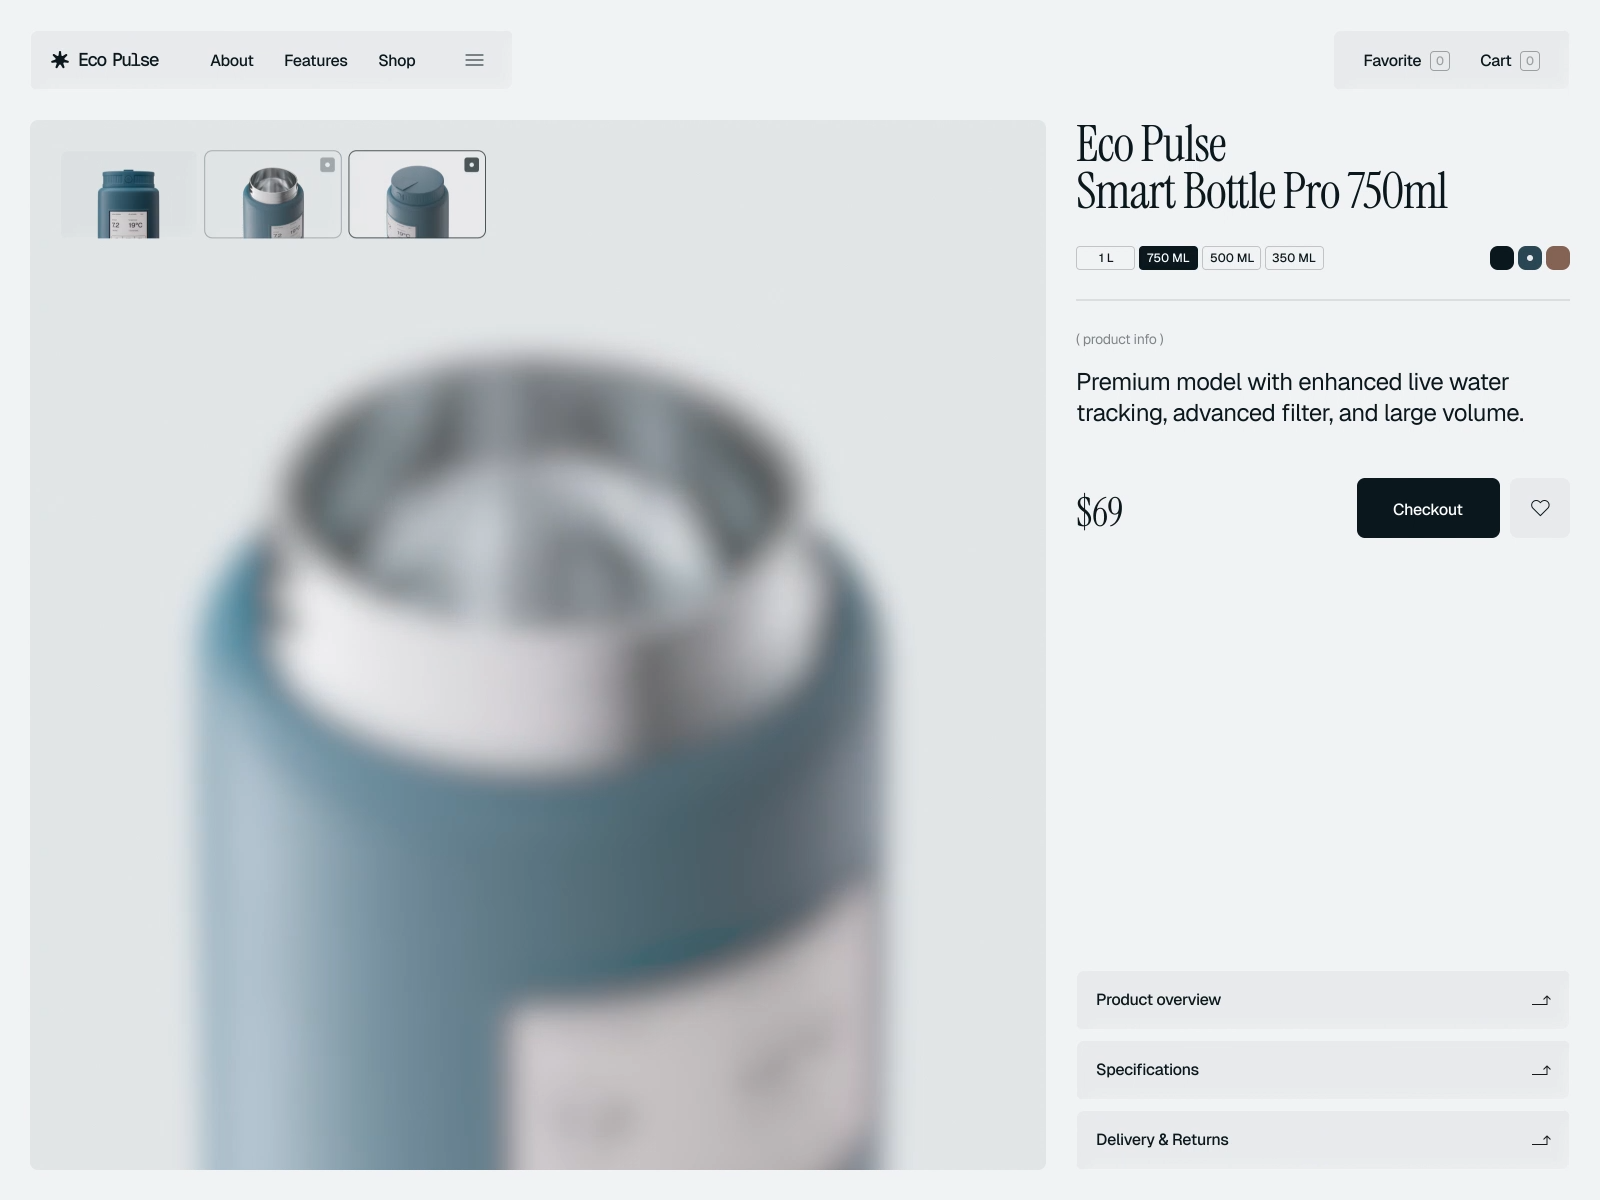 Eco Pulse
About
Features
Shop
Favorite 0
Cart 0
72 19°C
Eco Pulse
Smart Bottle Pro 750ml
1 L
750 ML
500 ML
350 ML
( product info )
Premium model with enhanced live water
tracking, advanced filter, and large volume.
$69
Checkout
Product overview
Specifications
Delivery & Returns